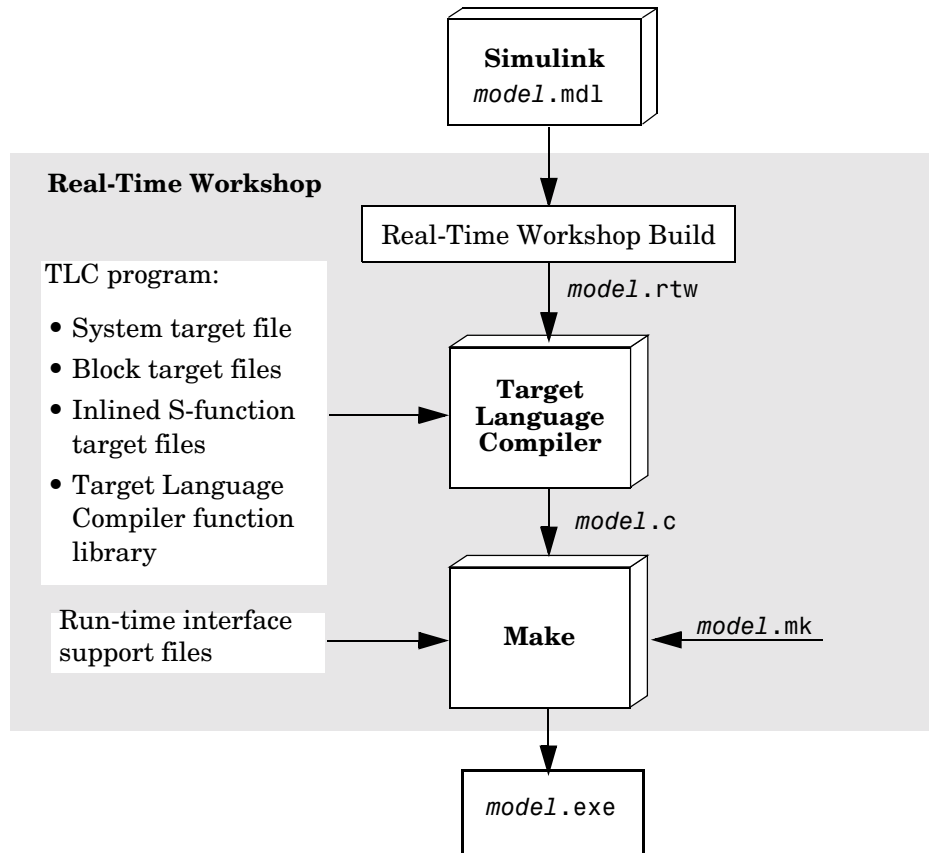 Simulink
model.mdl
Real-Time Workshop
Real-Time Workshop Build
model.rtw
TLC program:
• System target file
• Block target files
• Inlined S-function
target files
• Target Language
Compiler function
library
Target
Language
Compiler
model.c
Run-time interface
support files
Make
model.mk
model.exe